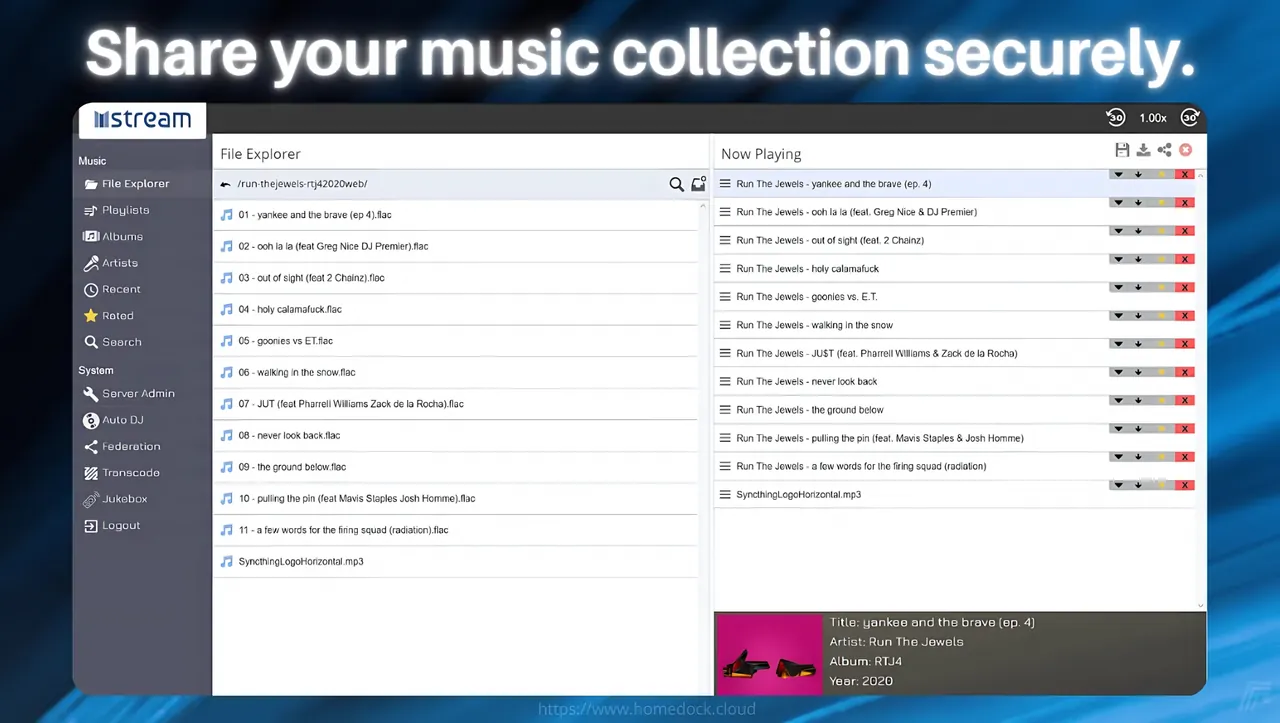 Share your music collection securely.
mstream
30 1.00x 30
Music
File Explorer
Playlists
Albums
Artists
Recent
Rated
Search
System
Server Admin
Auto DJ
Federation
Transcode
Jukebox
Logout
File Explorer
/run-thejewels-rtj42020web/
01 - yankee and the brave (ep 4).flac
02 - ooh la la (feat Greg Nice DJ Premier).flac
03 - out of sight (feat 2 Chainz).flac
04 - holy calamafuck.flac
05 - goonies vs ET.flac
06 - walking in the snow.flac
07 - JUT (feat Pharrell Williams Zack de la Rocha).flac
08 - never look back.flac
09 - the ground below.flac
10 - pulling the pin (feat Mavis Staples Josh Homme).flac
11 - a few words for the firing squad (radiation).flac
SyncthingLogoHorizontal.mp3
Now Playing
Run The Jewels - yankee and the brave (ep. 4) X
Run The Jewels - ooh la la (feat. Greg Nice & DJ Premier) X
Run The Jewels - out of sight (feat. 2 Chainz) X
Run The Jewels - holy calamafuck X
Run The Jewels - goonies vs. E.T. X
Run The Jewels - walking in the snow X
Run The Jewels - JU$T (feat. Pharrell Williams & Zack de la Rocha) X
Run The Jewels - never look back X
Run The Jewels - the ground below X
Run The Jewels - pulling the pin (feat. Mavis Staples & Josh Homme) X
Run The Jewels - a few words for the firing squad (radiation) X
SyncthingLogoHorizontal.mp3 X
Title: yankee and the brave (ep. 4)
Artist: Run The Jewels
Album: RTJ4
Year: 2020
https://www.homedock.cloud